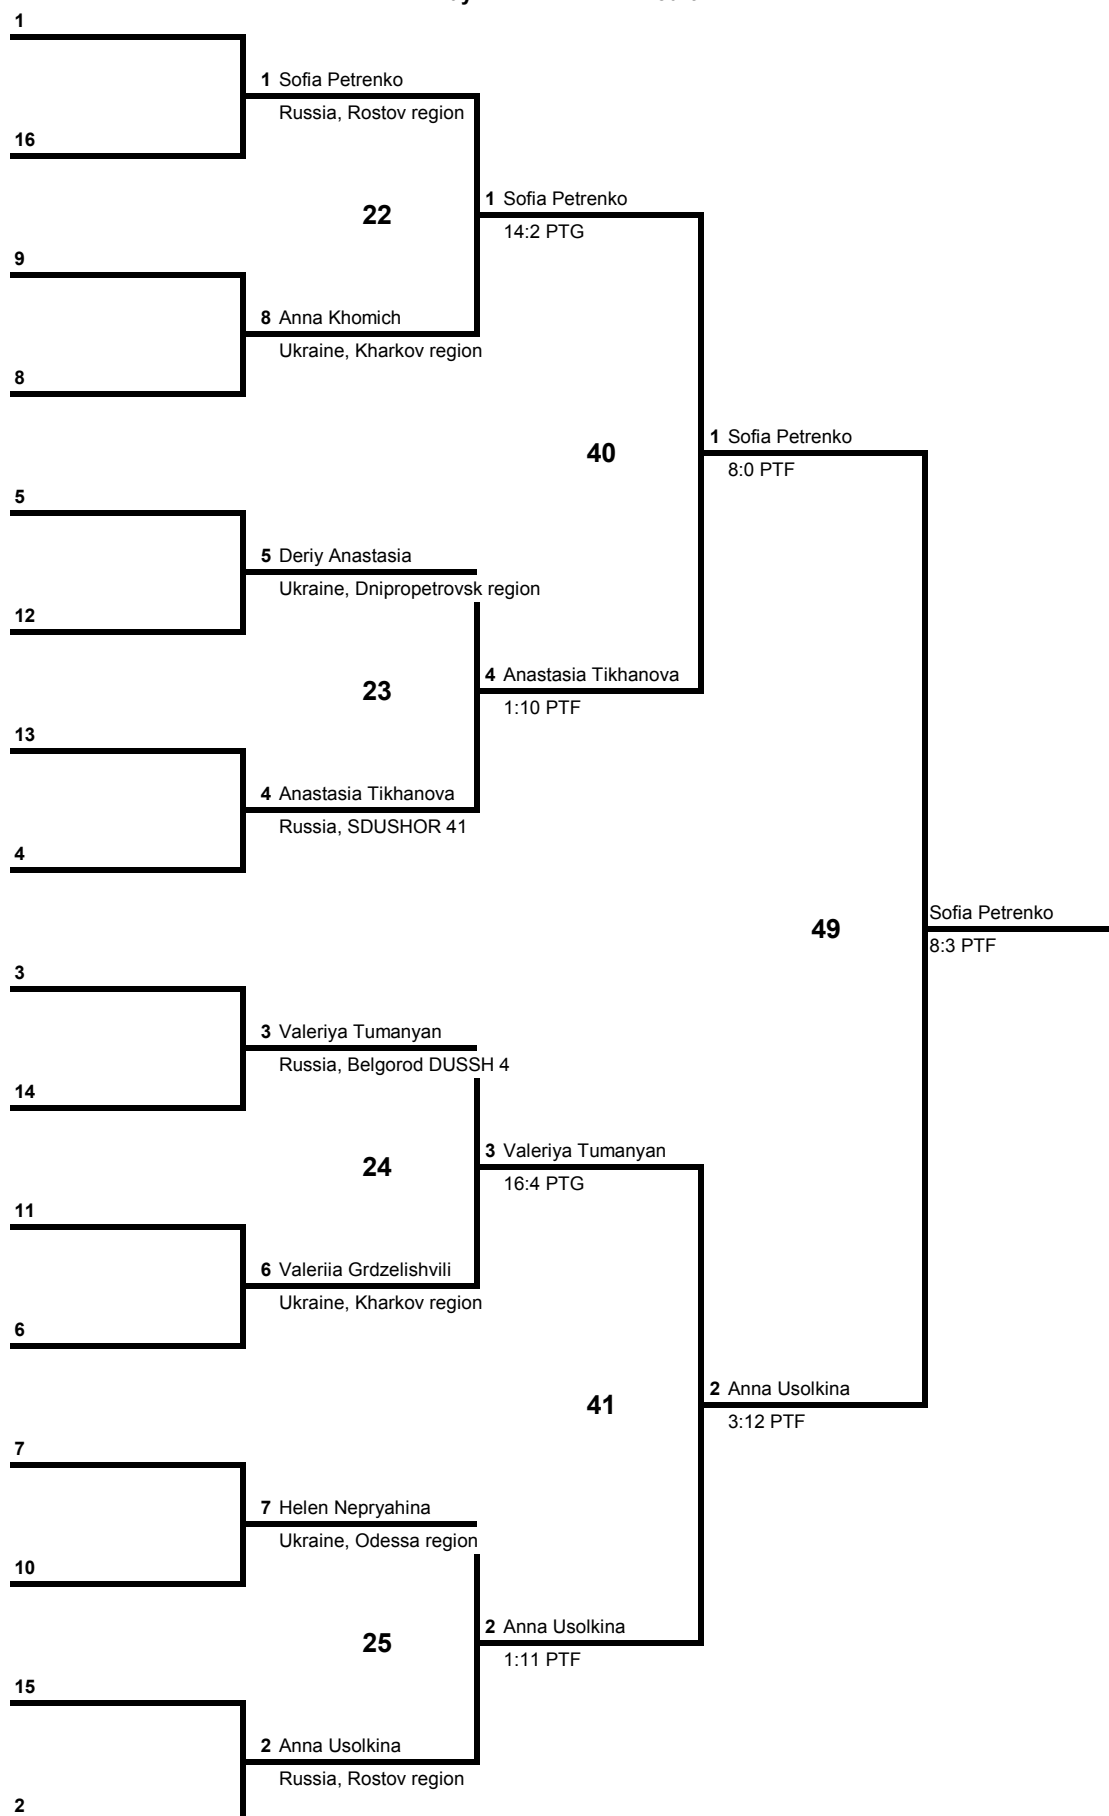 1
1 Sofia Petrenko
Russia, Rostov region
16
1 Sofia Petrenko
22
14:2 PTG
9
8 Anna Khomich
Ukraine, Kharkov region
8
1 Sofia Petrenko
40
8:0 PTF
5
5 Deriy Anastasia
Ukraine, Dnipropetrovsk region
12
4 Anastasia Tikhanova
23
1:10 PTF
13
4 Anastasia Tikhanova
Russia, SDUSHOR 41
4
Sofia Petrenko
49
8:3 PTF
3
3 Valeriya Tumanyan
Russia, Belgorod DUSSH 4
14
3 Valeriya Tumanyan
24
16:4 PTG
11
6 Valeriia Grdzelishvili
Ukraine, Kharkov region
6
2 Anna Usolkina
41
3:12 PTF
7
7 Helen Nepryahina
Ukraine, Odessa region
10
2 Anna Usolkina
25
1:11 PTF
15
2 Anna Usolkina
Russia, Rostov region
2